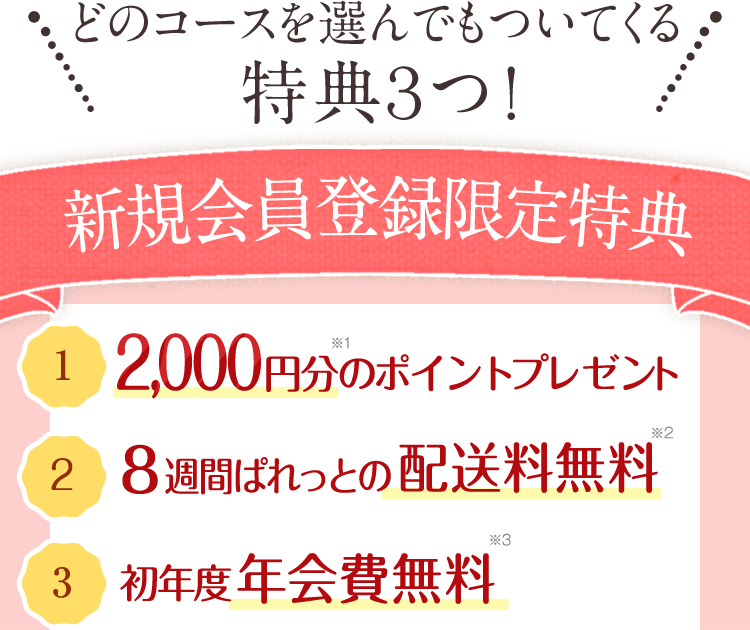 どのコースを選んでもついてくる
特典3つ！
新規会員登録限定特典
1 2,000円分※1のポイントプレゼント
2 8週間ぱれっとの配送料無料※2
3 初年度年会費無料※3